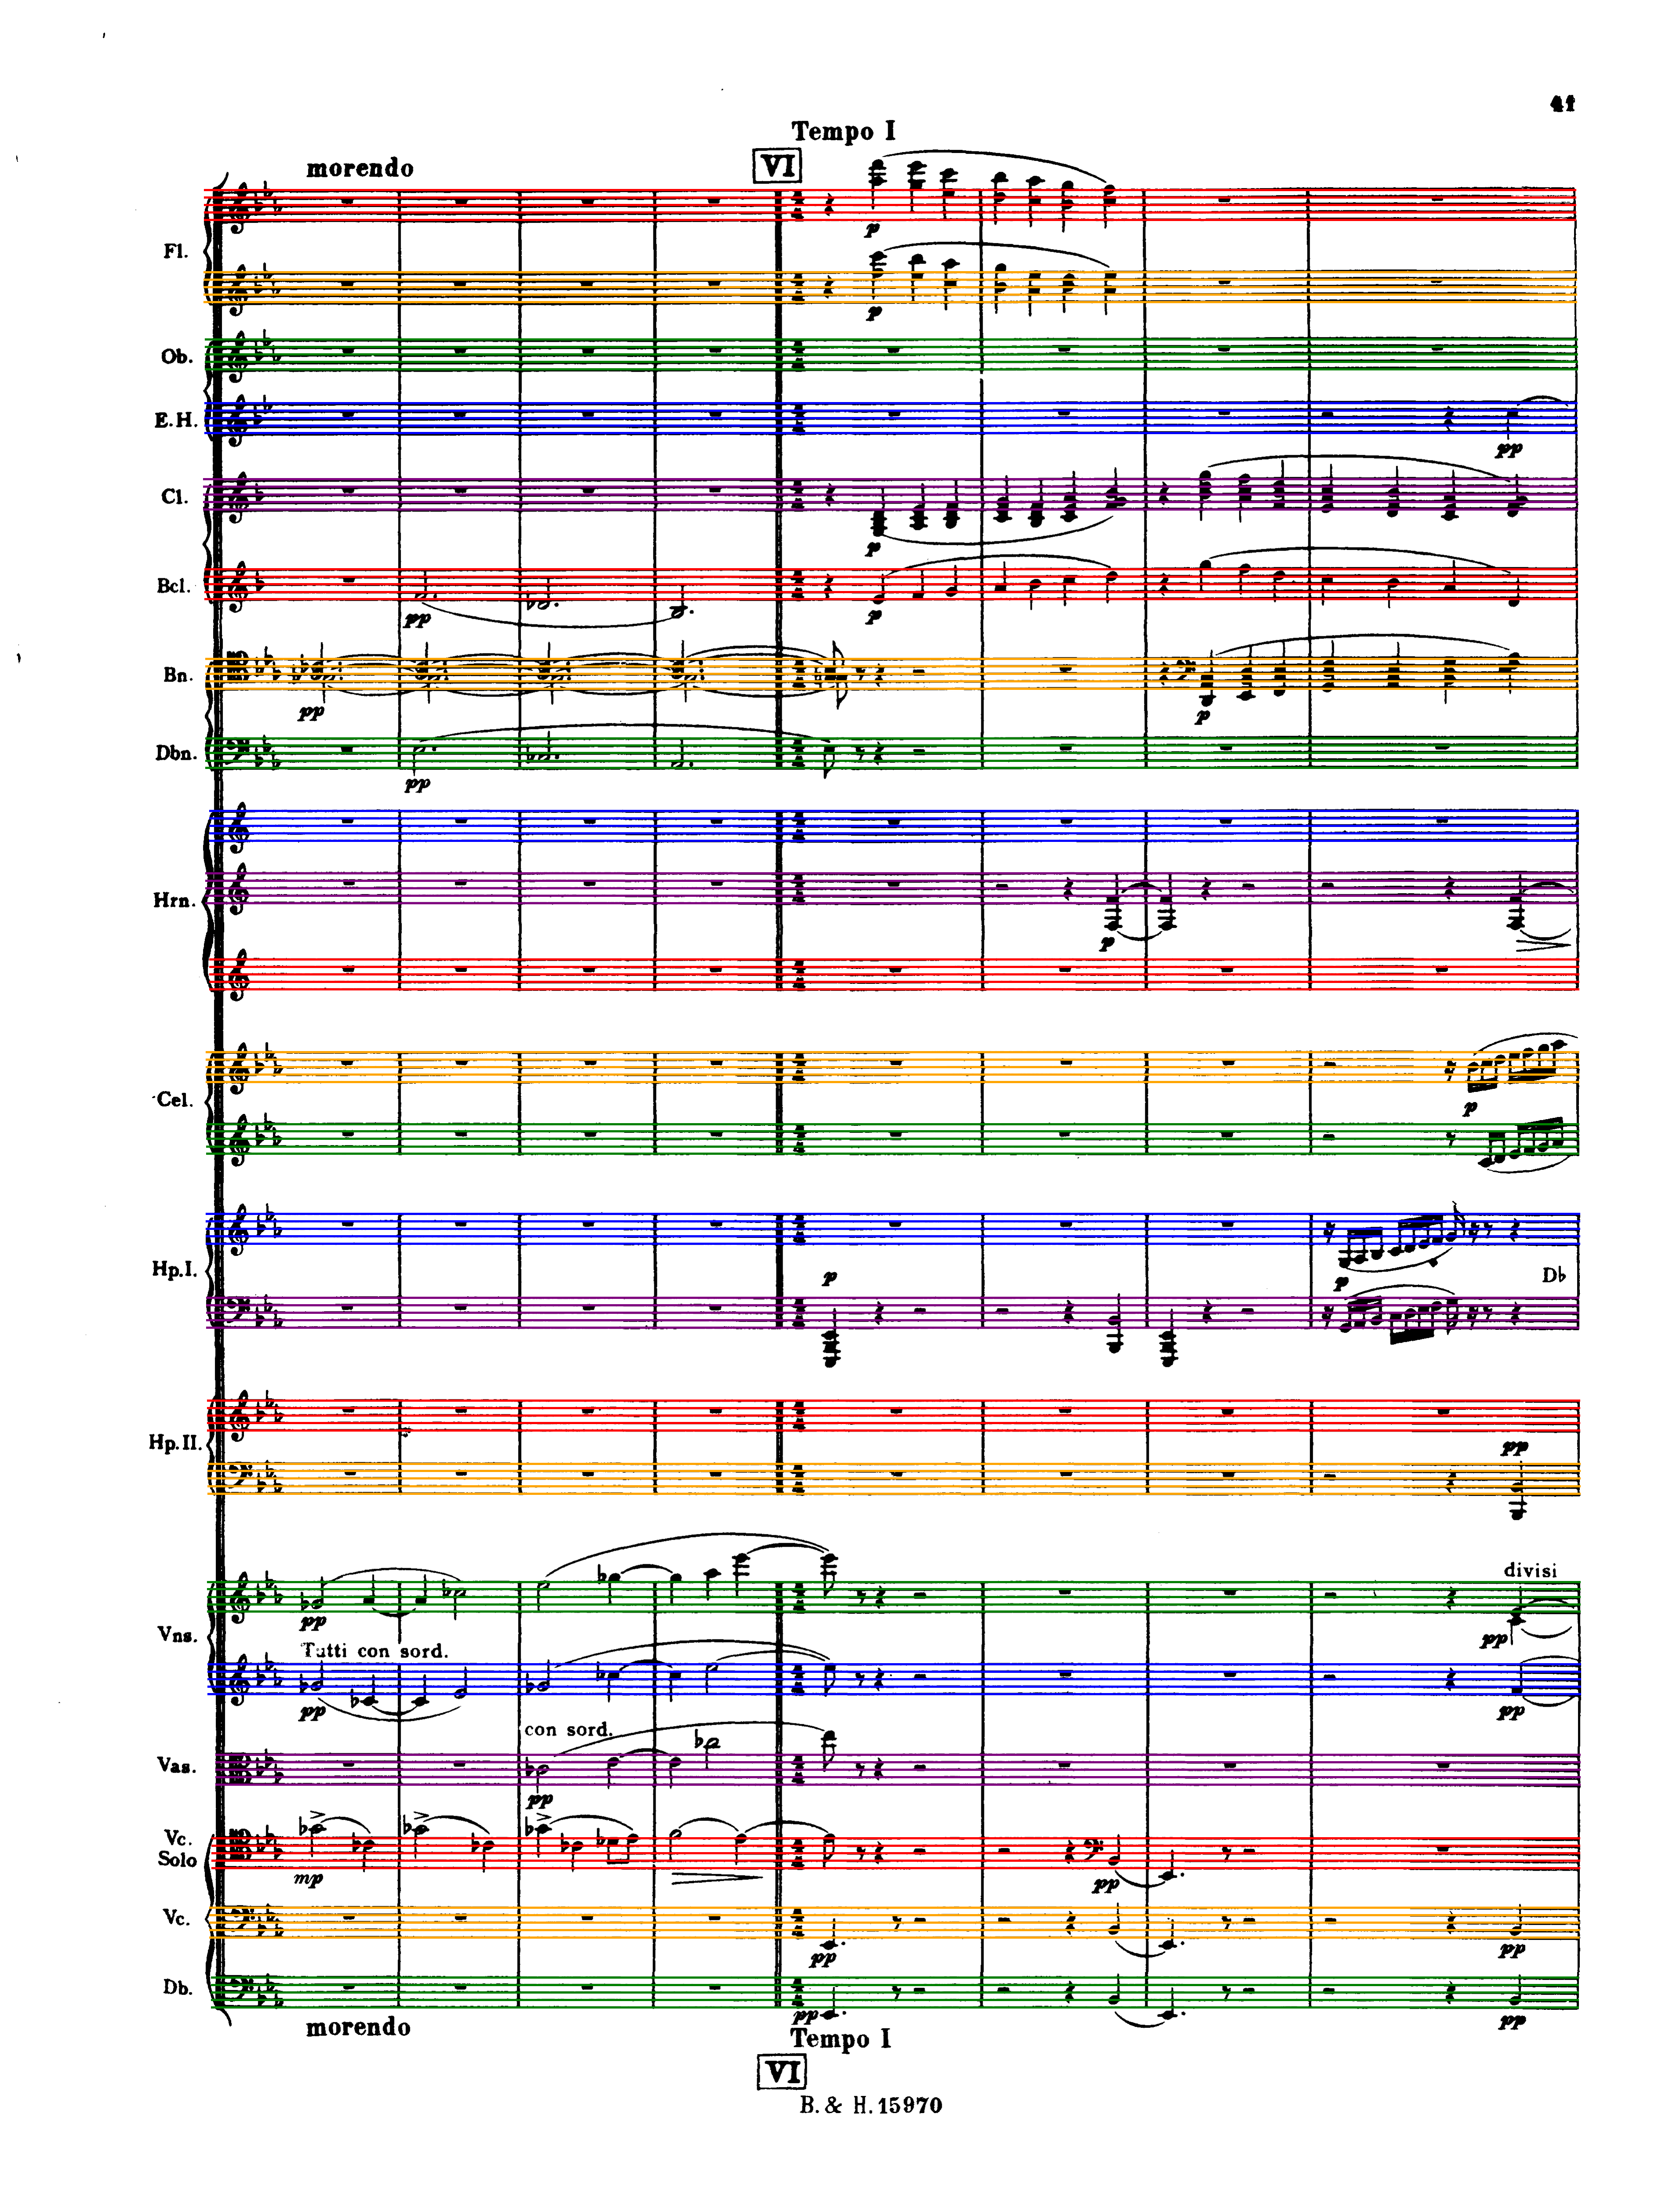 41
Tempo I
VI
morendo
p
Fl.
p
Ob.
E.H.
pp
Cl.
p
Bcl.
pp
p
Bn.
pp
p
Dbn.
pp
Hrn.
p
Cel.
p
p
Hp.I.
p
Db
Hp.II.
pp
divisi
pp
pp
Vns.
Tutti con sord.
pp
pp
con sord.
Vas.
pp
Vc.
Solo
mp
pp
Vc.
pp
pp
Db.
pp
pp
morendo
Tempo I
VI
B. & H. 15970